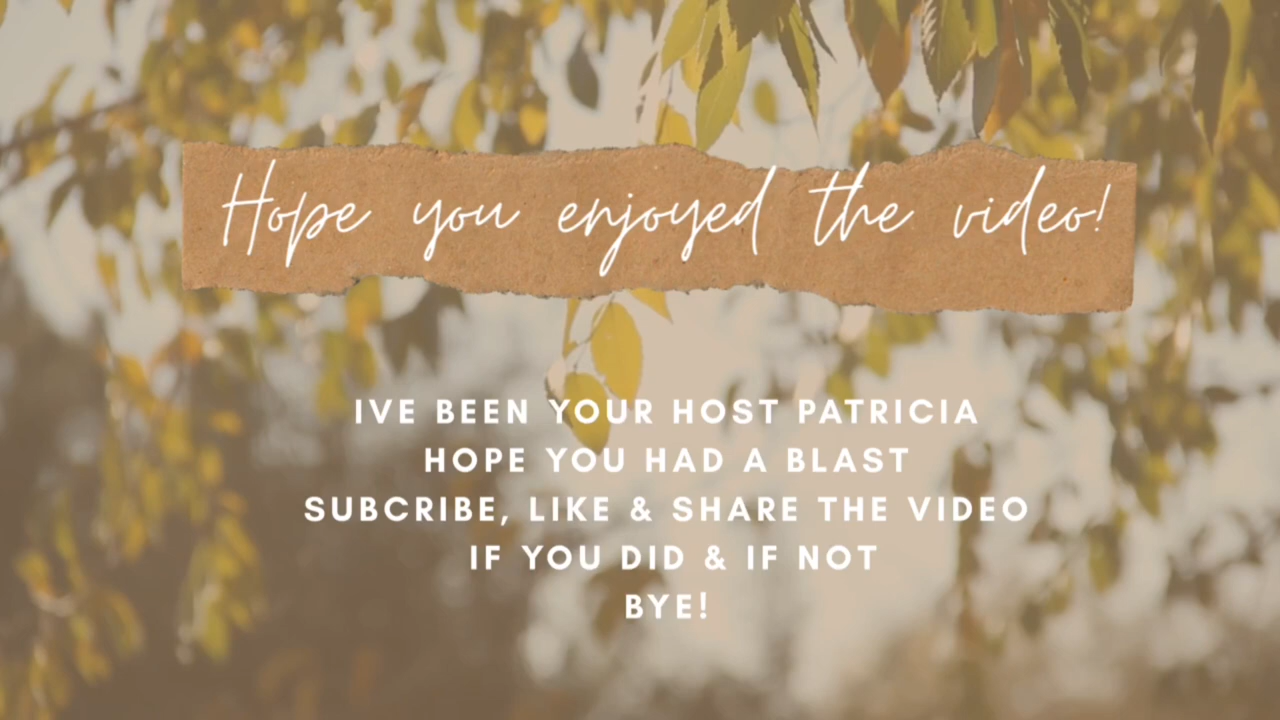 Hope you enjoyed the video!
IVE BEEN YOUR HOST PATRICIA
HOPE YOU HAD A BLAST
SUBCRIBE, LIKE & SHARE THE VIDEO
IF YOU DID & IF NOT
BYE!